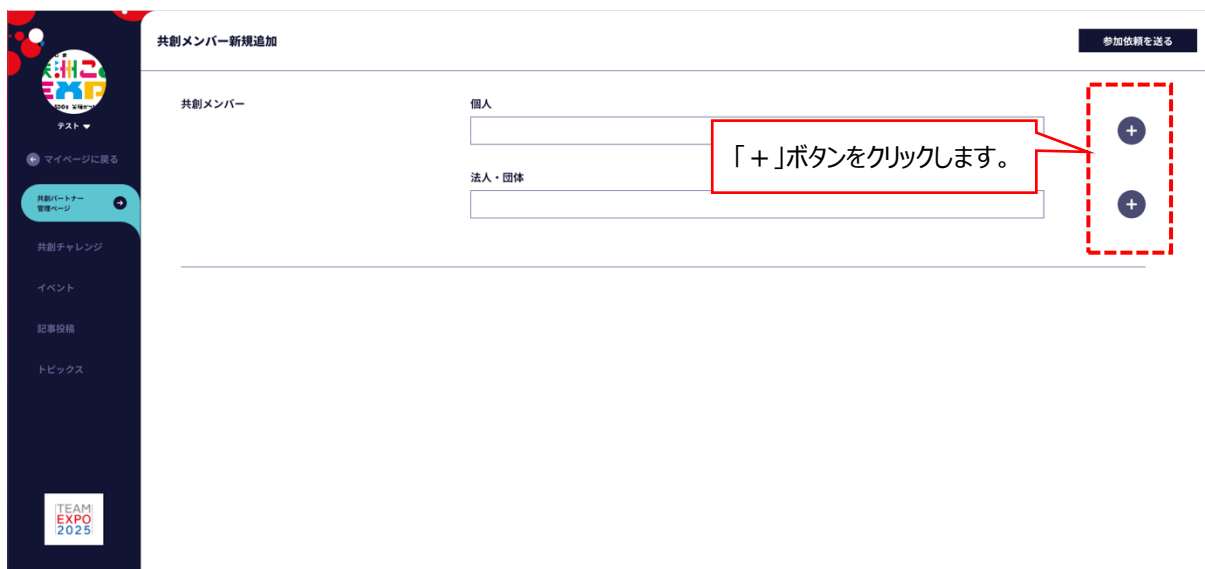 共創メンバー新規追加
参加依頼を送る
テスト
マイページに戻る
共創パートナー
管理ページ
共創チャレンジ
イベント
記事投稿
トピックス
TEAM
EXPO
2025
共創メンバー
個人
法人・団体
「+」ボタンをクリックします。